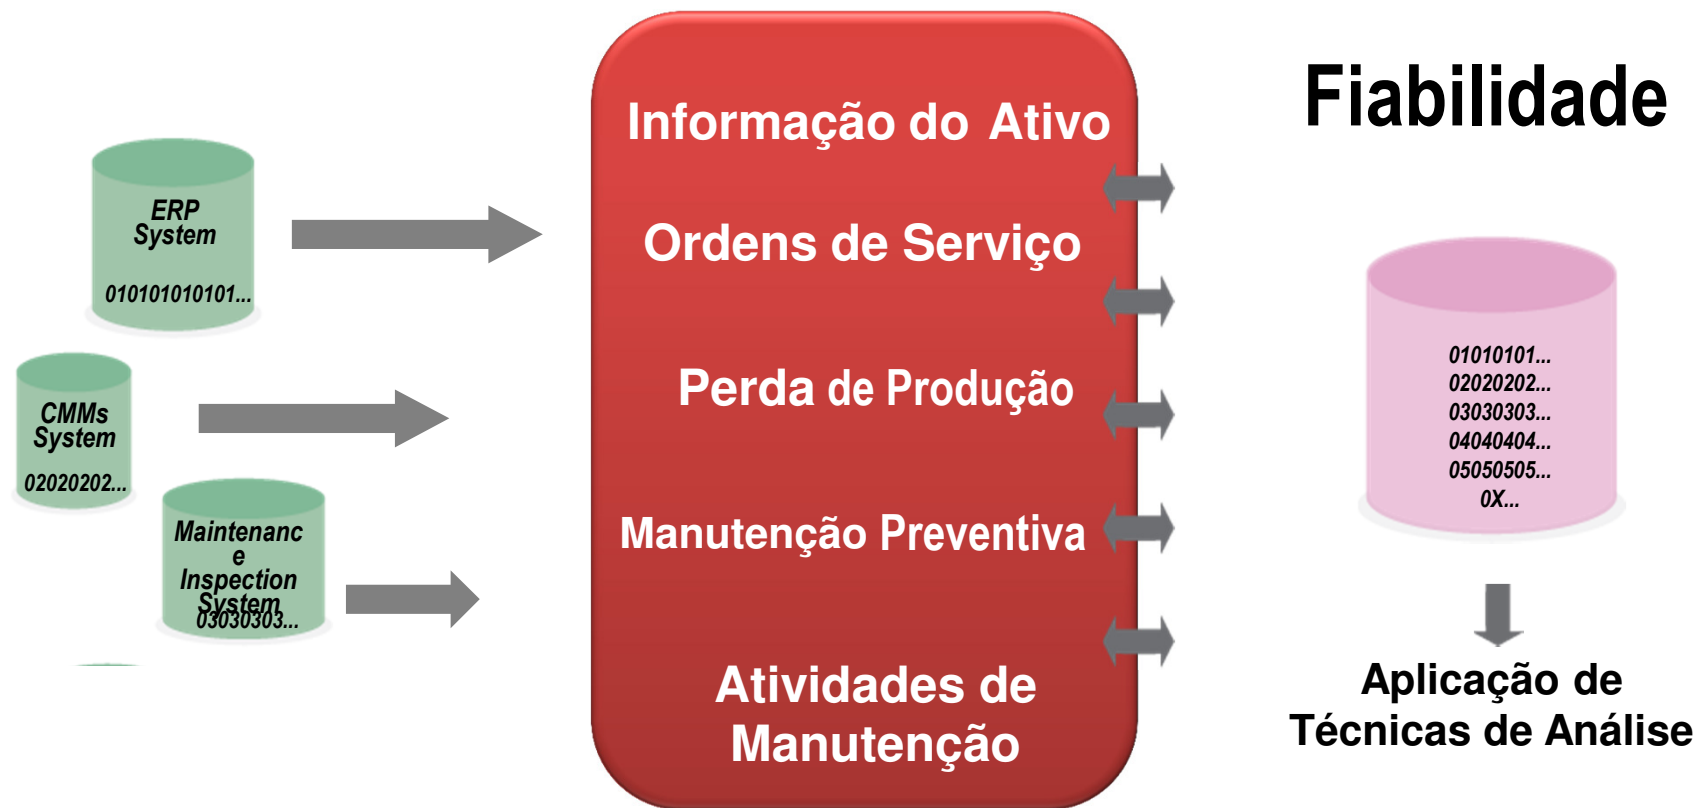 ERP
System
010101010101...
CMMs
System
02020202...
Maintenanc
e
Inspection
System
03030303...
Informação do Ativo
Ordens de Serviço
Perda de Produção
Manutenção Preventiva
Atividades de
Manutenção
Fiabilidade
01010101...
02020202...
03030303...
04040404...
05050505...
0X...
Aplicação de
Técnicas de Análise